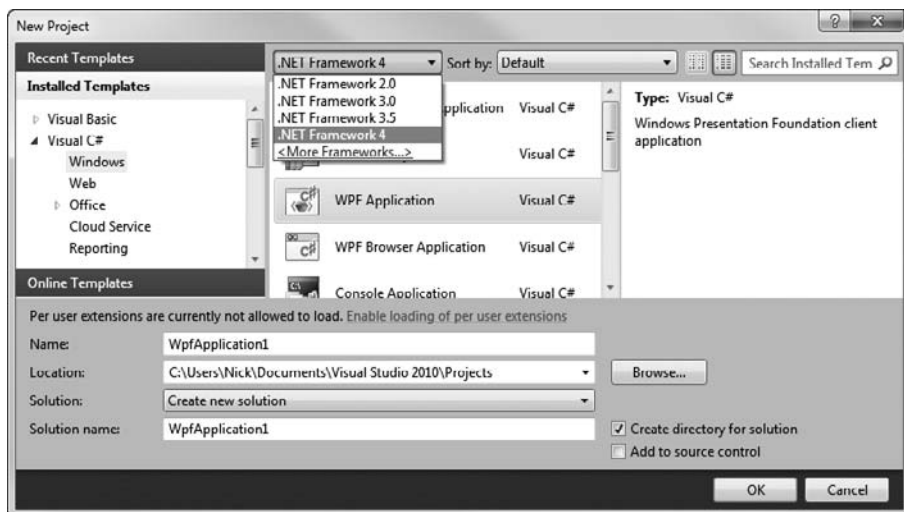 New Project
Recent Templates
.NET Framework 4
Sort by:
Default
Search Installed Tem
Installed Templates
.NET Framework 2.0
.NET Framework 3.0
.NET Framework 3.5
.NET Framework 4
<More Frameworks...>
Visual Basic
Visual C#
Windows
Web
Office
Cloud Service
Reporting
Online Templates
pplication Visual C#
Visual C#
WPF Application Visual C#
WPF Browser Application Visual C#
Console Application Visual C#
Type: Visual C#
Windows Presentation Foundation client
application
Per user extensions are currently not allowed to load. Enable loading of per user extensions
Name: WpfApplication1
Location: C:\Users\Nick\Documents\Visual Studio 2010\Projects
Browse...
Solution: Create new solution
Solution name: WpfApplication1
Create directory for solution
Add to source control
OK
Cancel